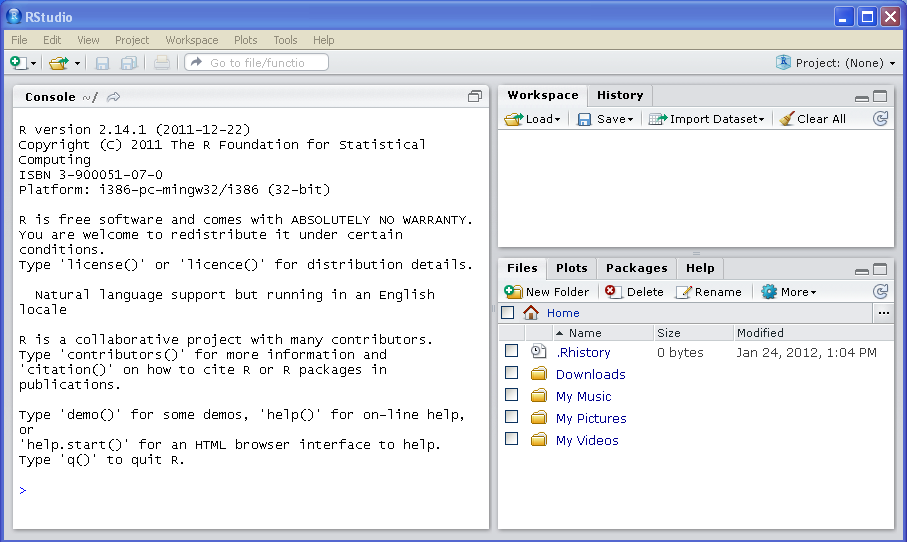 RStudio
File Edit View Project Workspace Plots Tools Help
Go to file/functio
Project: (None)
Console ~/
R version 2.14.1 (2011-12-22)
Copyright (C) 2011 The R Foundation for Statistical
Computing
ISBN 3-900051-07-0
Platform: i386-pc-mingw32/i386 (32-bit)
R is free software and comes with ABSOLUTELY NO WARRANTY.
You are welcome to redistribute it under certain
conditions.
Type 'license()' or 'licence()' for distribution details.
Natural language support but running in an English
locale
R is a collaborative project with many contributors.
Type 'contributors()' for more information and
'citation()' on how to cite R or R packages in
publications.
Type 'demo()' for some demos, 'help()' for on-line help,
or
'help.start()' for an HTML browser interface to help.
Type 'q()' to quit R.
>
Workspace History
Load Save Import Dataset Clear All
Files Plots Packages Help
New Folder Delete Rename More
Home ...
Name Size Modified
.Rhistory 0 bytes Jan 24, 2012, 1:04 PM
Downloads
My Music
My Pictures
My Videos